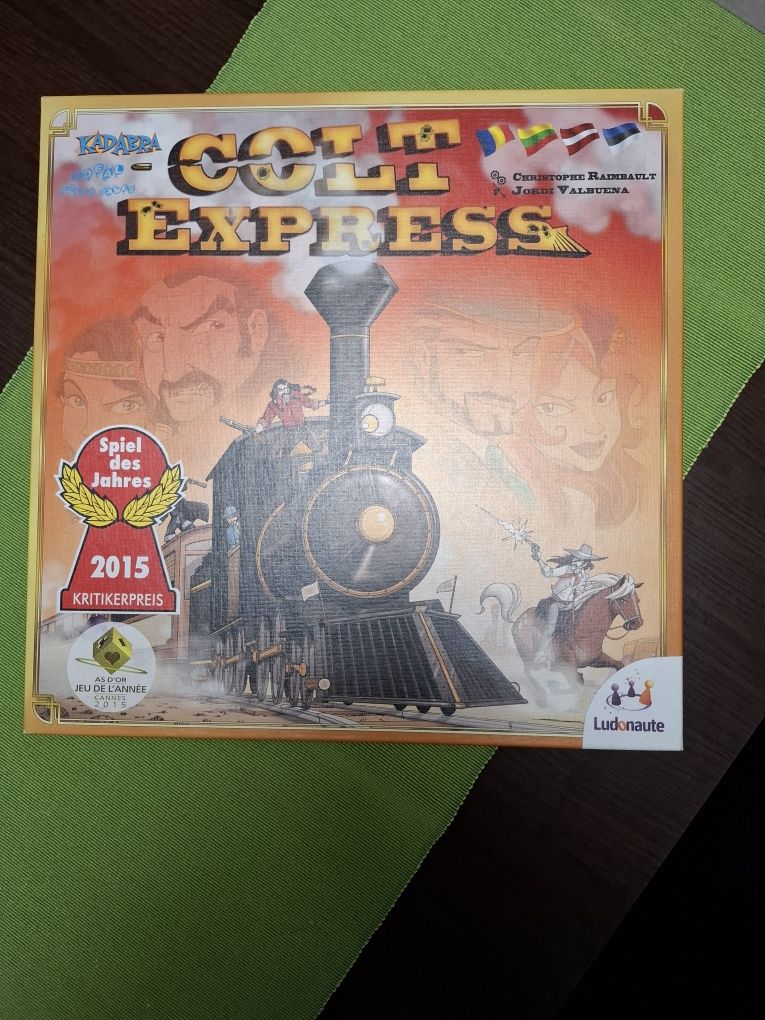 KADABRA
COLT
EXPRESS
CHRISTOPHE RAIMBAULT
JORDI VALBUENA
Spiel
des
Jahres
2015
KRITIKERPREIS
AS D'OR
JEU DE L'ANNÉE
CANNES
2015
Ludonaute